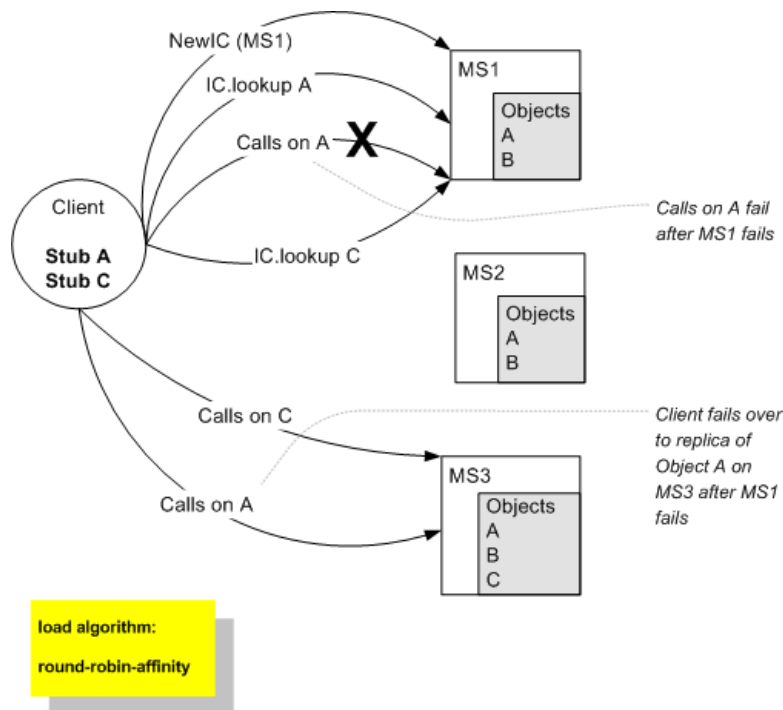 NewIC (MS1)
IC.lookup A
Calls on A
X
IC.lookup C
Client
Stub A
Stub C
MS1
Objects
A
B
Calls on A fail
after MS1 fails
MS2
Objects
A
B
Calls on C
Calls on A
MS3
Objects
A
B
C
Client fails over
to replica of
Object A on
MS3 after MS1
fails
load algorithm:
round-robin-affinity